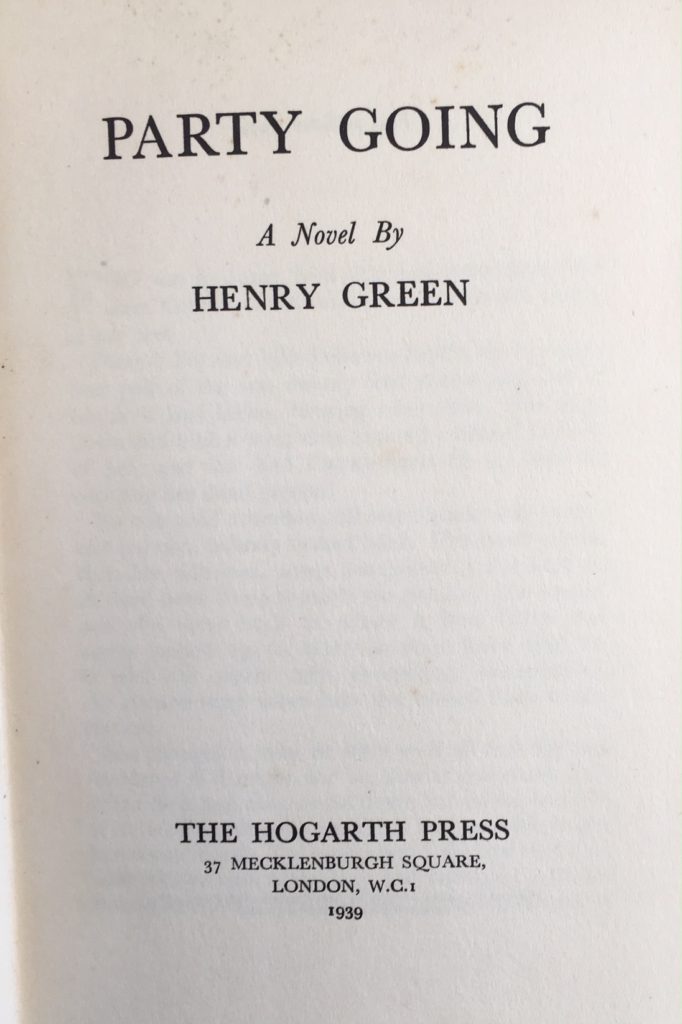 PARTY GOING
A Novel By
HENRY GREEN
THE HOGARTH PRESS
37 MECKLENBURGH SQUARE,
LONDON, W.C.1
1939